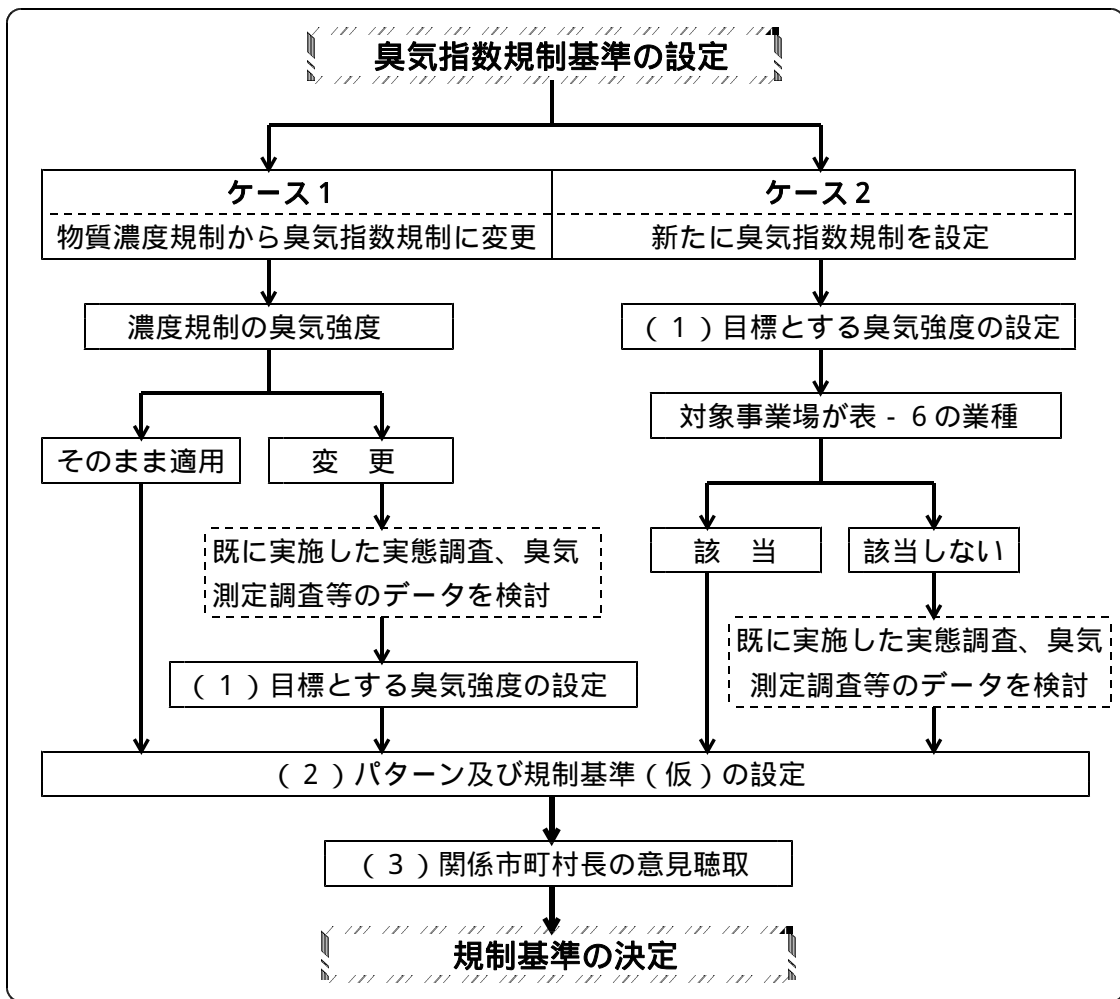 臭気指数規制基準の設定
ケース1
物質濃度規制から臭気指数規制に変更
ケース2
新たに臭気指数規制を設定
濃度規制の臭気強度
(1)目標とする臭気強度の設定
対象事業場が表-6の業種
そのまま適用
変 更
該 当
該当しない
既に実施した実態調査、臭気
測定調査等のデータを検討
既に実施した実態調査、臭気
測定調査等のデータを検討
(1)目標とする臭気強度の設定
(2)パターン及び規制基準(仮)の設定
(3)関係市町村長の意見聴取
規制基準の決定